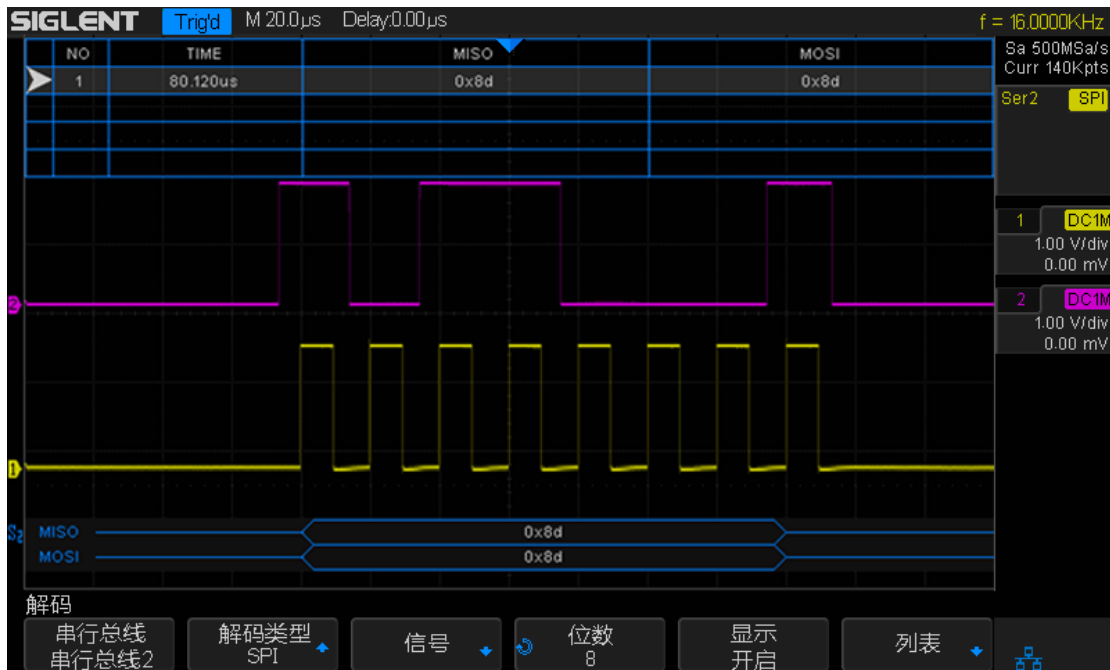 SIGLENT Trig'd M 20.0µs Delay:0.00µs f = 16.0000KHz
Sa 500MSa/s
Curr 140Kpts
NO TIME MISO MOSI
1 80.120us 0x8d 0x8d
Ser2 SPI
1 DC1M
1.00 V/div
0.00 mV
2 DC1M
1.00 V/div
0.00 mV
2
1
S2 MISO 0x8d
MOSI 0x8d
解码
串行总线
串行总线2
解码类型
SPI
信号
位数
8
显示
开启
列表